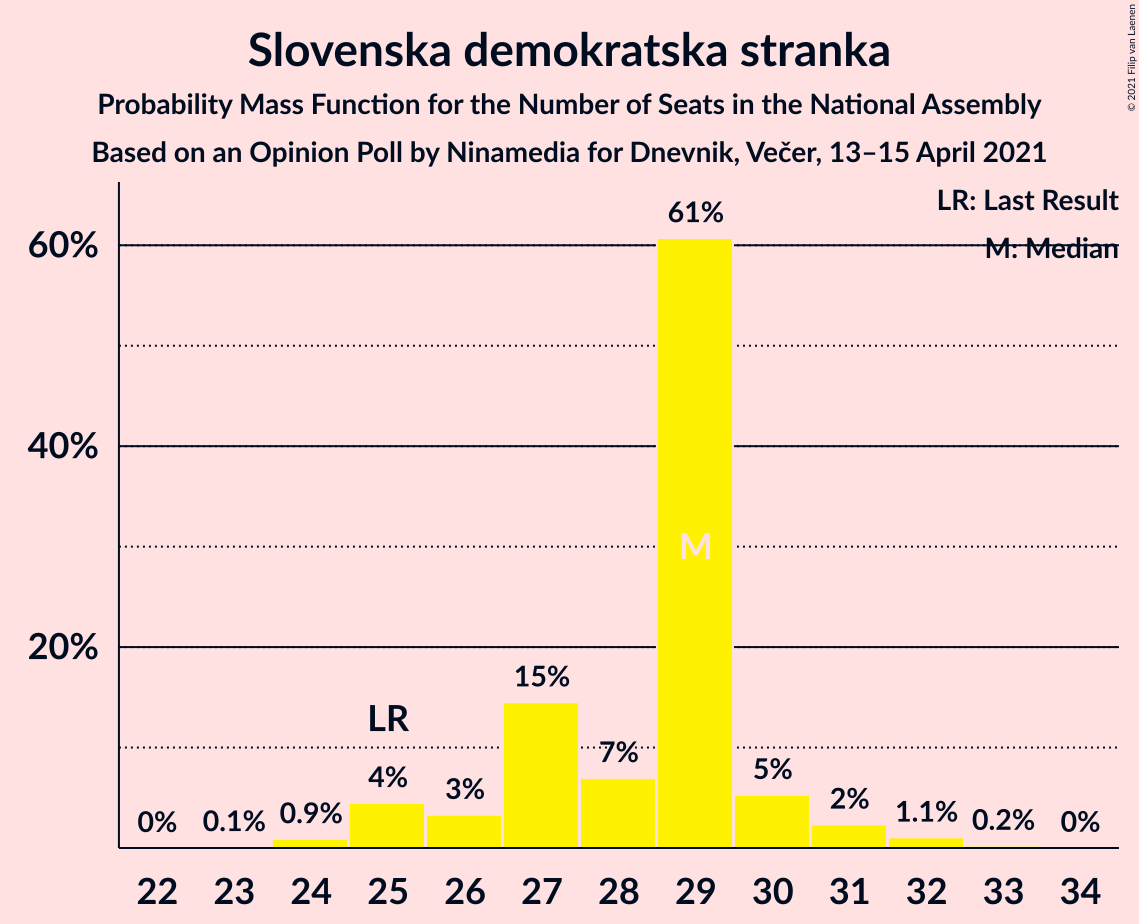 Slovenska demokratska stranka
Probability Mass Function for the Number of Seats in the National Assembly
Based on an Opinion Poll by Ninamedia for Dnevnik, Večer, 13–15 April 2021
© 2021 Filip van Laenen
LR: Last Result
M: Median
60%
40%
20%
0%
0.1%
0.9%
LR
4%
3%
15%
7%
61%
M
5%
2%
1.1%
0.2%
0%
22 23 24 25 26 27 28 29 30 31 32 33 34